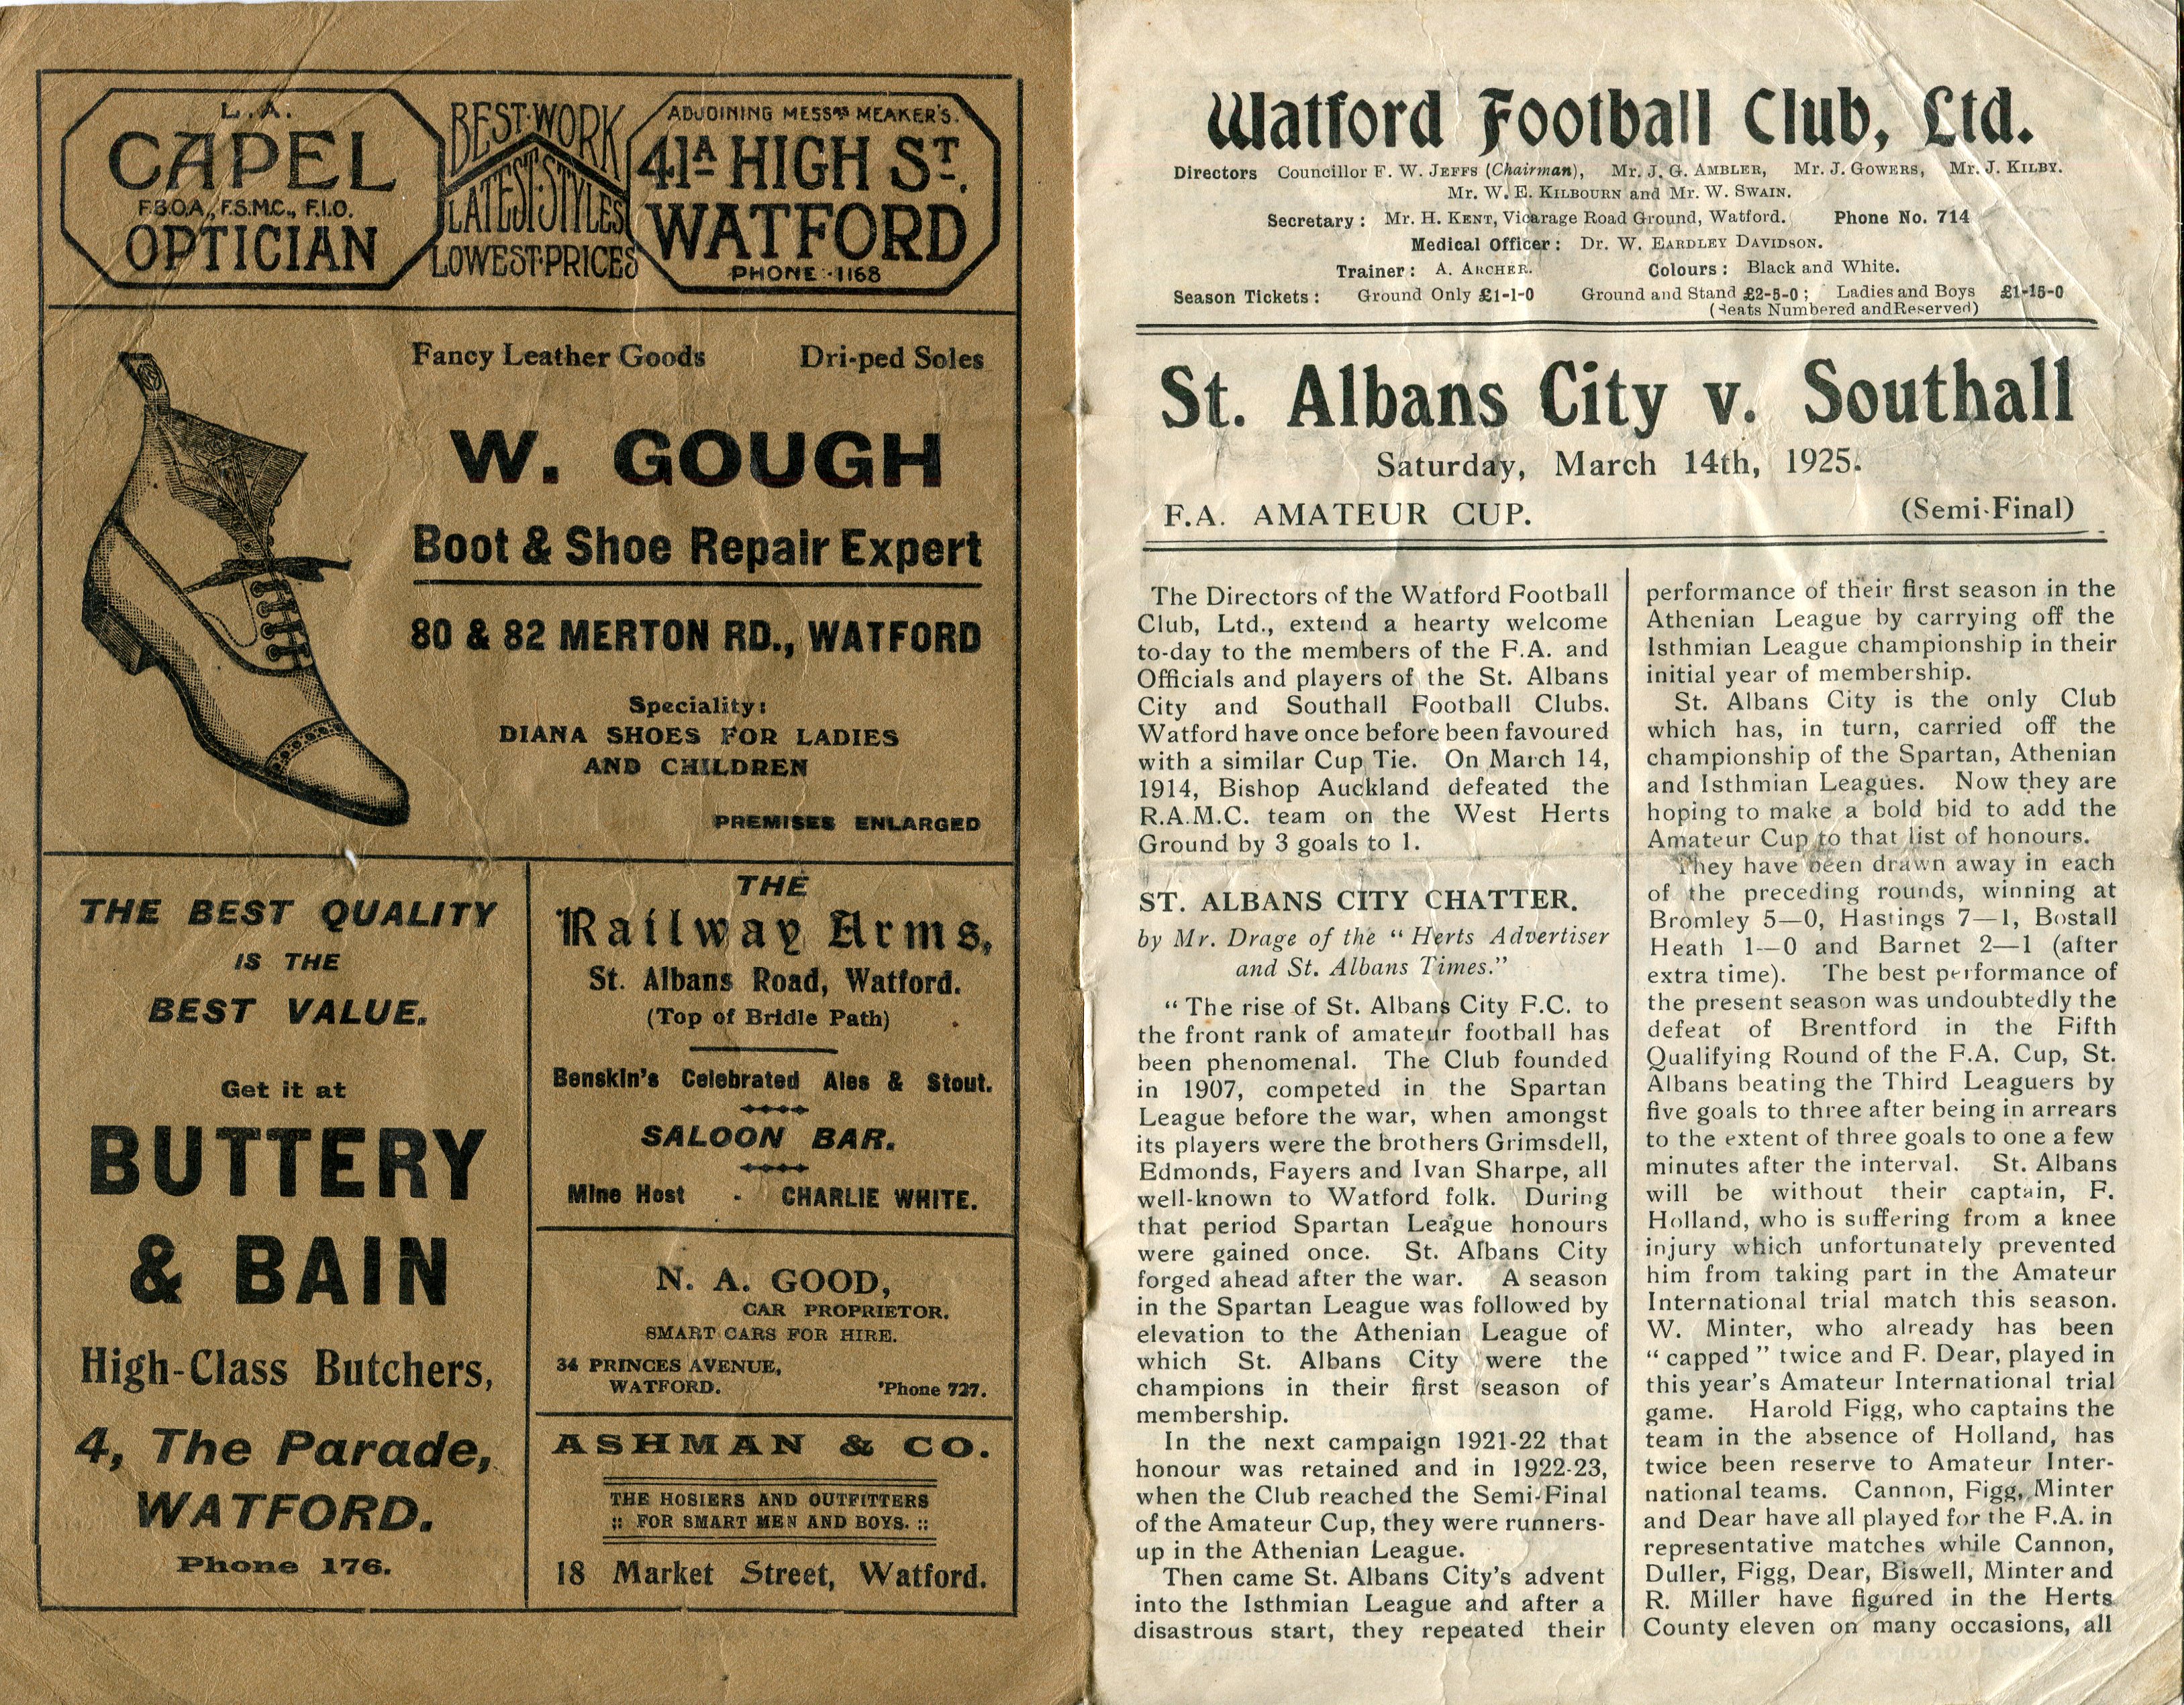 L. A.
CAPEL
F.B.O.A., F.S.M.C., F.I.O.
OPTICIAN
BEST·WORK
LATEST·STYLES
LOWEST·PRICES
ADJOINING MESSRS MEAKER'S.
41A HIGH ST.
WATFORD
PHONE:-1168
Fancy Leather Goods Dri-ped Soles
W. GOUGH
Boot & Shoe Repair Expert
80 & 82 MERTON RD., WATFORD
Speciality:
DIANA SHOES FOR LADIES
AND CHILDREN
PREMISES ENLARGED
THE BEST QUALITY
IS THE
BEST VALUE.
Get it at
BUTTERY
& BAIN
High-Class Butchers,
4, The Parade,
WATFORD.
Phone 176.
THE
Railway Arms,
St. Albans Road, Watford.
(Top of Bridle Path)
Benskin's Celebrated Ales & Stout.
SALOON BAR.
Mine Host - CHARLIE WHITE.
N. A. GOOD,
CAR PROPRIETOR.
SMART CARS FOR HIRE.
34 PRINCES AVENUE,
WATFORD. 'Phone 727.
ASHMAN & CO.
THE HOSIERS AND OUTFITTERS
:: FOR SMART MEN AND BOYS. ::
18 Market Street, Watford.
Watford Football Club, Ltd.
Directors Councillor F. W. JEFFS (Chairman), Mr. J. G. AMBLER, Mr. J. GOWERS, Mr. J. KILBY.
Mr. W. E. KILBOURN and Mr. W. SWAIN.
Secretary: Mr. H. KENT, Vicarage Road Ground, Watford. Phone No. 714
Medical Officer: Dr. W. EARDLEY DAVIDSON.
Trainer: A. ARCHER. Colours: Black and White.
Season Tickets: Ground Only £1-1-0 Ground and Stand £2-5-0; Ladies and Boys £1-15-0
(Seats Numbered andReserved)
St. Albans City v. Southall
Saturday, March 14th, 1925.
F.A. AMATEUR CUP. (Semi-Final)
The Directors of the Watford Football
Club, Ltd., extend a hearty welcome
to-day to the members of the F.A. and
Officials and players of the St. Albans
City and Southall Football Clubs.
Watford have once before been favoured
with a similar Cup Tie. On March 14,
1914, Bishop Auckland defeated the
R.A.M.C. team on the West Herts
Ground by 3 goals to 1.
ST. ALBANS CITY CHATTER.
by Mr. Drage of the "Herts Advertiser
and St. Albans Times."
"The rise of St. Albans City F.C. to
the front rank of amateur football has
been phenomenal. The Club founded
in 1907, competed in the Spartan
League before the war, when amongst
its players were the brothers Grimsdell,
Edmonds, Fayers and Ivan Sharpe, all
well-known to Watford folk. During
that period Spartan League honours
were gained once. St. Albans City
forged ahead after the war. A season
in the Spartan League was followed by
elevation to the Athenian League of
which St. Albans City were the
champions in their first season of
membership.
In the next campaign 1921-22 that
honour was retained and in 1922-23,
when the Club reached the Semi-Final
of the Amateur Cup, they were runners-
up in the Athenian League.
Then came St. Albans City's advent
into the Isthmian League and after a
disastrous start, they repeated their
performance of their first season in the
Athenian League by carrying off the
Isthmian League championship in their
initial year of membership.
St. Albans City is the only Club
which has, in turn, carried off the
championship of the Spartan, Athenian
and Isthmian Leagues. Now they are
hoping to make a bold bid to add the
Amateur Cup to that list of honours.
They have been drawn away in each
of the preceding rounds, winning at
Bromley 5—0, Hastings 7—1, Bostall
Heath 1—0 and Barnet 2—1 (after
extra time). The best performance of
the present season was undoubtedly the
defeat of Brentford in the Fifth
Qualifying Round of the F.A. Cup, St.
Albans beating the Third Leaguers by
five goals to three after being in arrears
to the extent of three goals to one a few
minutes after the interval. St. Albans
will be without their captain, F.
Holland, who is suffering from a knee
injury which unfortunately prevented
him from taking part in the Amateur
International trial match this season.
W. Minter, who already has been
"capped" twice and F. Dear, played in
this year's Amateur International trial
game. Harold Figg, who captains the
team in the absence of Holland, has
twice been reserve to Amateur Inter-
national teams. Cannon, Figg, Minter
and Dear have all played for the F.A. in
representative matches while Cannon,
Duller, Figg, Dear, Biswell, Minter and
R. Miller have figured in the Herts
County eleven on many occasions, all